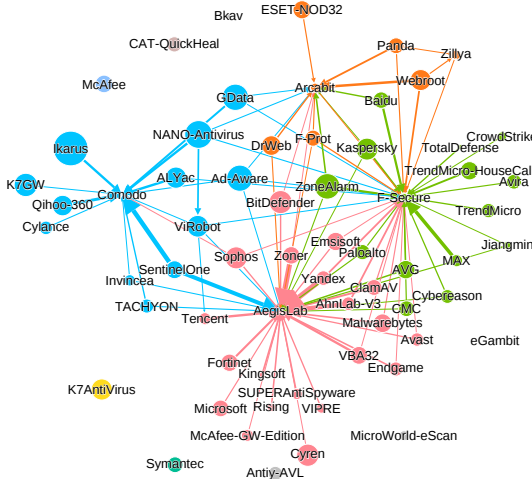 ESET-NOD32
Bkav
CAT-QuickHeal
Panda
Zillya
McAfee
Arcabit
Webroot
GData
Baidu
NANO-Antivirus
CrowdStrike
Ikarus
DrWeb
F-Prot
Kaspersky
TotalDefense
TrendMicro-HouseCall
K7GW
ALYac
Ad-Aware
ZoneAlarm
Avira
Comodo
F-Secure
Qihoo-360
BitDefender
TrendMicro
Cylance
ViRobot
Emsisoft
Jiangmin
Sophos
Zoner
Paloalto
MAX
SentinelOne
AVG
Invincea
Yandex
ClamAV
Cybereason
TACHYON
AegisLab
AhnLab-V3
CMC
Tencent
Malwarebytes
Avast
eGambit
VBA32
Fortinet
Endgame
Kingsoft
K7AntiVirus
SUPERAntiSpyware
Microsoft
Rising
VIPRE
McAfee-GW-Edition
MicroWorld-eScan
Cyren
Symantec
Antiy-AVL